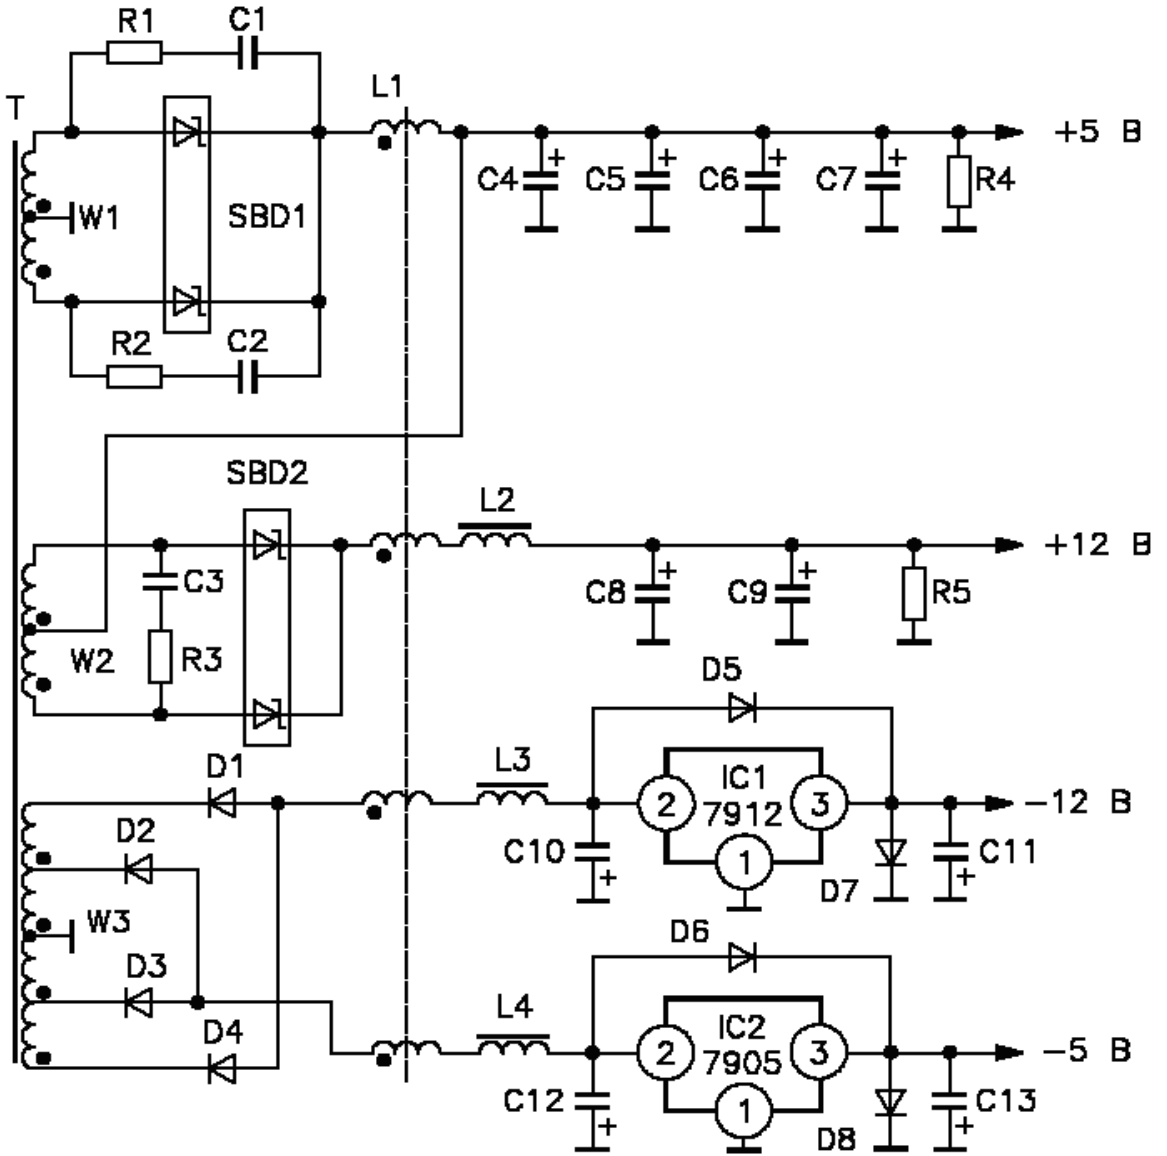 R1
C1
T
L1
+5 В
C4
+
C5
+
C6
+
C7
+
R4
W1
SBD1
R2
C2
SBD2
L2
+12 В
C3
C8
+
C9
+
R5
W2
R3
D5
D1
L3
IC1
7912
2
3
1
-12 В
D2
C10
+
D7
C11
+
W3
D6
D3
D4
L4
IC2
7905
2
3
1
-5 В
C12
+
D8
C13
+